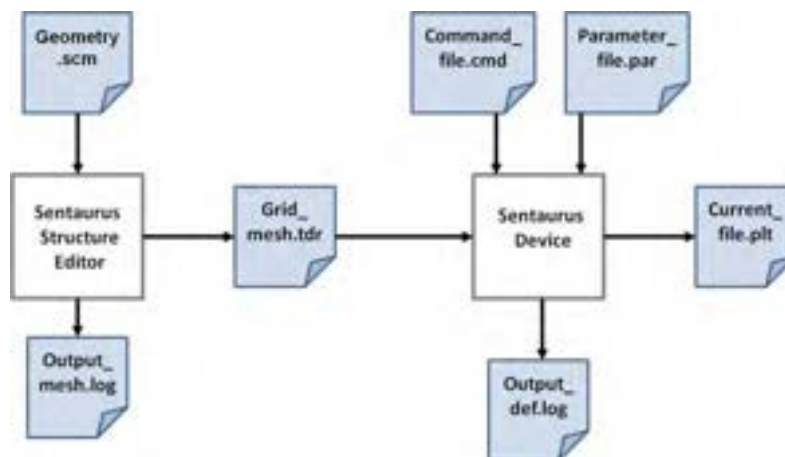 Geometry
.scm
Command_
file.cmd
Parameter_
file.par
Sentaurus
Structure
Editor
Grid_
mesh.tdr
Sentaurus
Device
Current_
file.plt
Output_
mesh.log
Output_
def.log